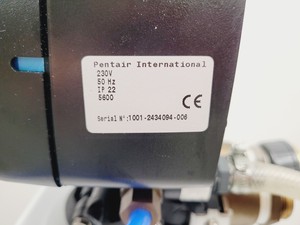 Pentair International
230V
50 Hz
IP 22
5600
CE
Serial N°:1001-2434094-006